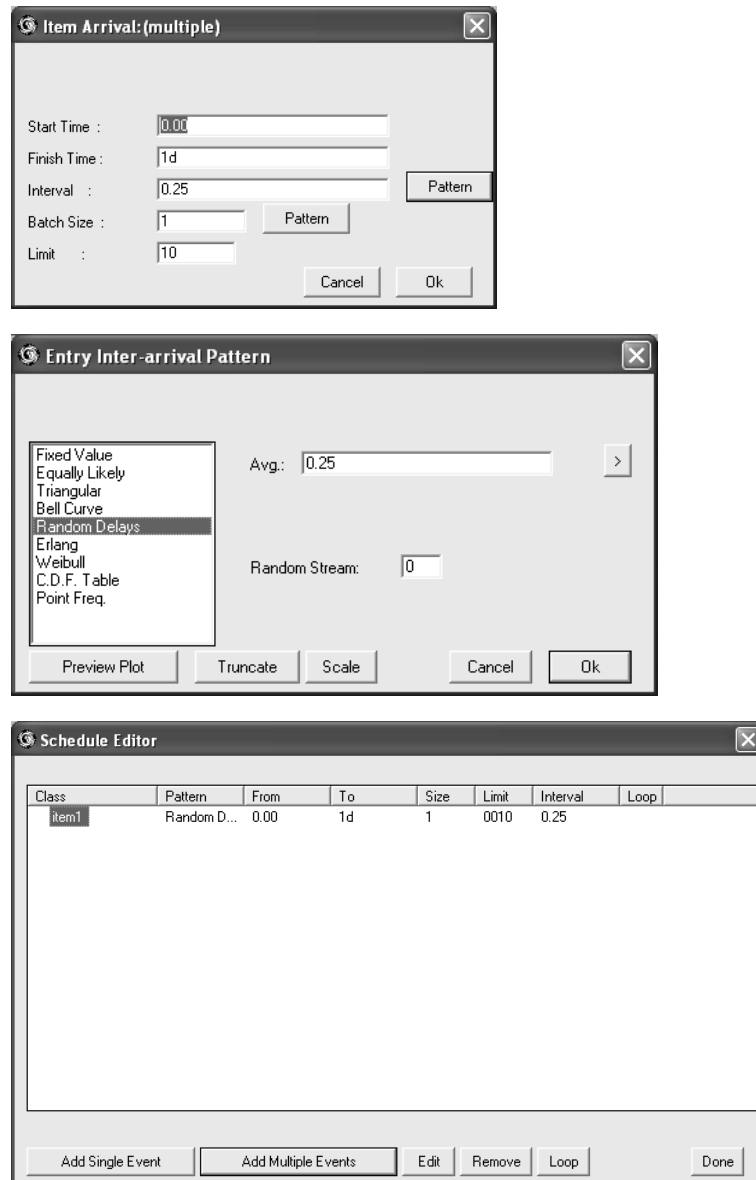 Item Arrival:(multiple)
Start Time :
0.00
Finish Time :
1d
Interval :
0.25
Pattern
Batch Size :
1
Pattern
Limit :
10
Cancel
Ok
Entry Inter-arrival Pattern
Fixed Value
Equally Likely
Triangular
Bell Curve
Random Delays
Erlang
Weibull
C.D.F. Table
Point Freq.
Avg.:
0.25
>
Random Stream:
0
Preview Plot
Truncate
Scale
Cancel
Ok
Schedule Editor
Class Pattern From To Size Limit Interval Loop
item1 Random D... 0.00 1d 1 0010 0.25
Add Single Event
Add Multiple Events
Edit
Remove
Loop
Done